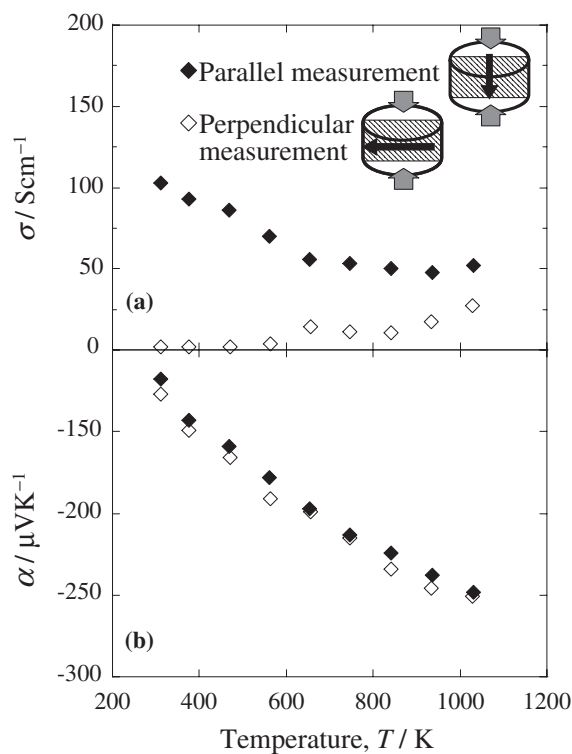 200
150
100
50
0
σ / Scm⁻¹
Parallel measurement
Perpendicular
measurement
(a)
-150
-200
-250
-300
α / μVK⁻¹
(b)
200 400 600 800 1000 1200
Temperature, T / K